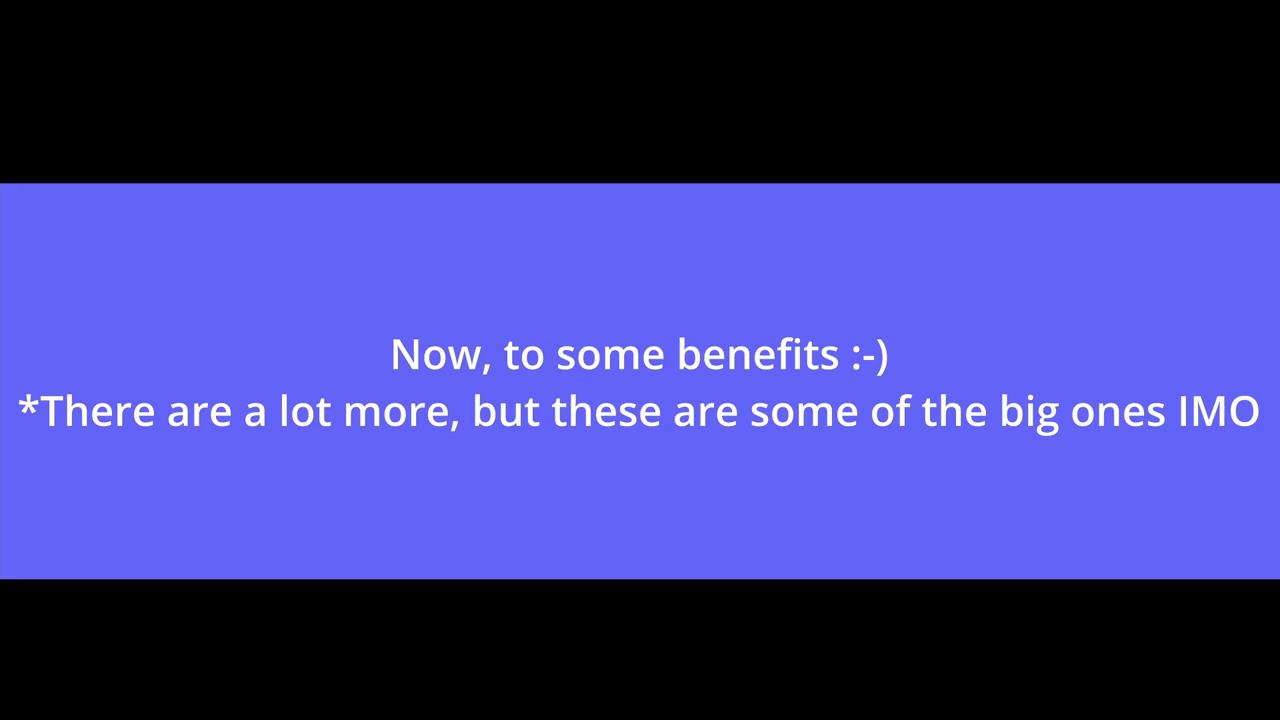 Now, to some benefits :-)
*There are a lot more, but these are some of the big ones IMO